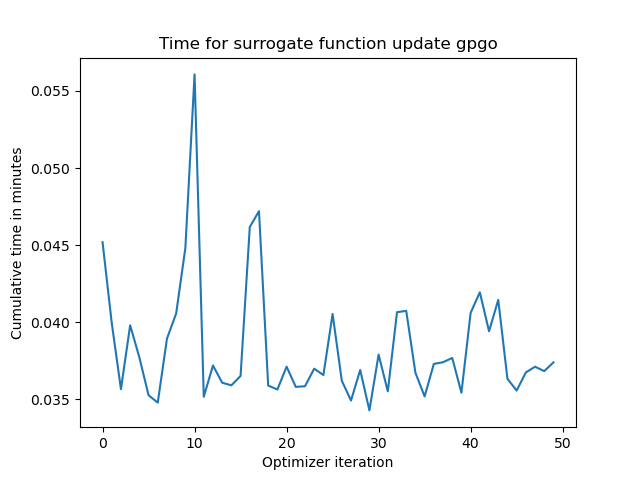 Time for surrogate function update gpgo
Cumulative time in minutes
0.055
0.050
0.045
0.040
0.035
0 10 20 30 40 50
Optimizer iteration